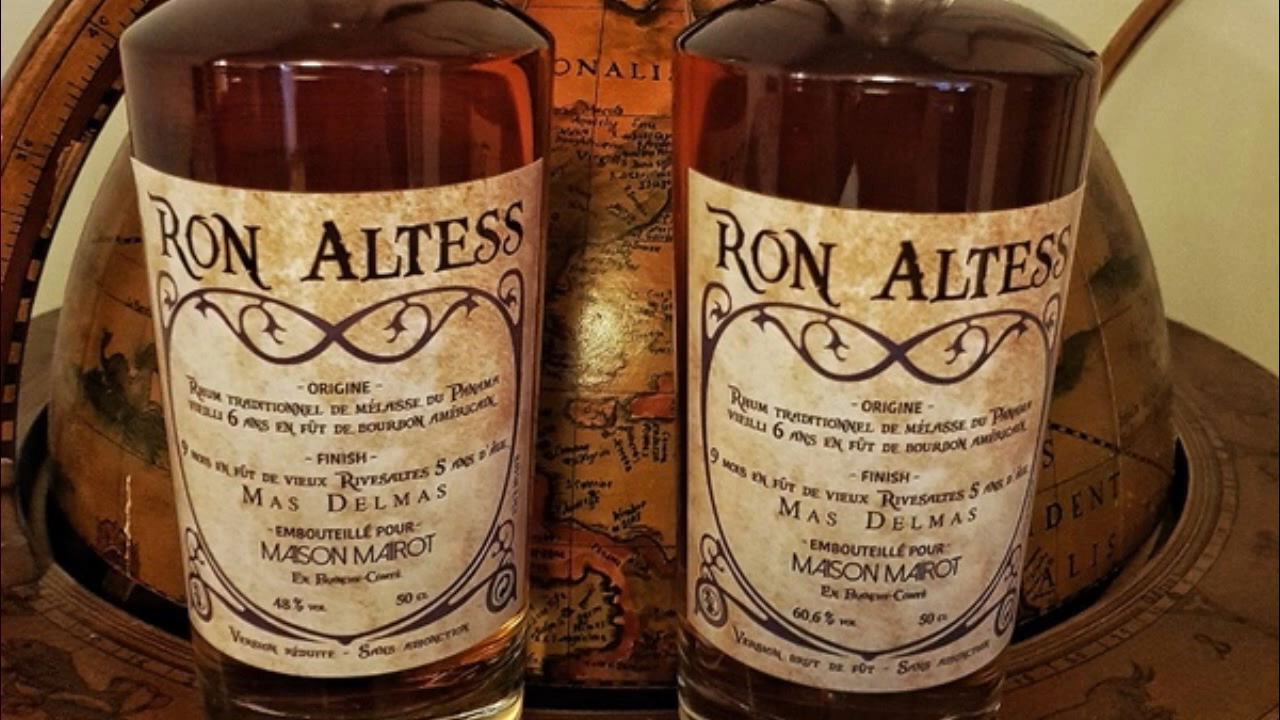 RON ALTESS
- ORIGINE -
RHUM TRADITIONNEL DE MÉLASSE DU PANAMA
VIEILLI 6 ANS EN FÛT DE BOURBON AMÉRICAIN
- FINISH -
9 MOIS EN FÛT DE VIEUX RIVESALTES 5 ANS D'ÂGE
MAS DELMAS
- EMBOUTEILLÉ POUR -
MAISON MAIROT
EN FRANCHE-COMTÉ
48 % VOL 50 CL
VERSION RÉDUITE - SANS ADJONCTION
RON ALTESS
- ORIGINE -
RHUM TRADITIONNEL DE MÉLASSE DU PANAMA
VIEILLI 6 ANS EN FÛT DE BOURBON AMÉRICAIN
- FINISH -
9 MOIS EN FÛT DE VIEUX RIVESALTES 5 ANS D'ÂGE
MAS DELMAS
- EMBOUTEILLÉ POUR -
MAISON MAIROT
EN FRANCHE-COMTÉ
60,6 % VOL 50 CL
VERSION BRUT DE FÛT - SANS ADJONCTION
ONALI
DENT
ALIS